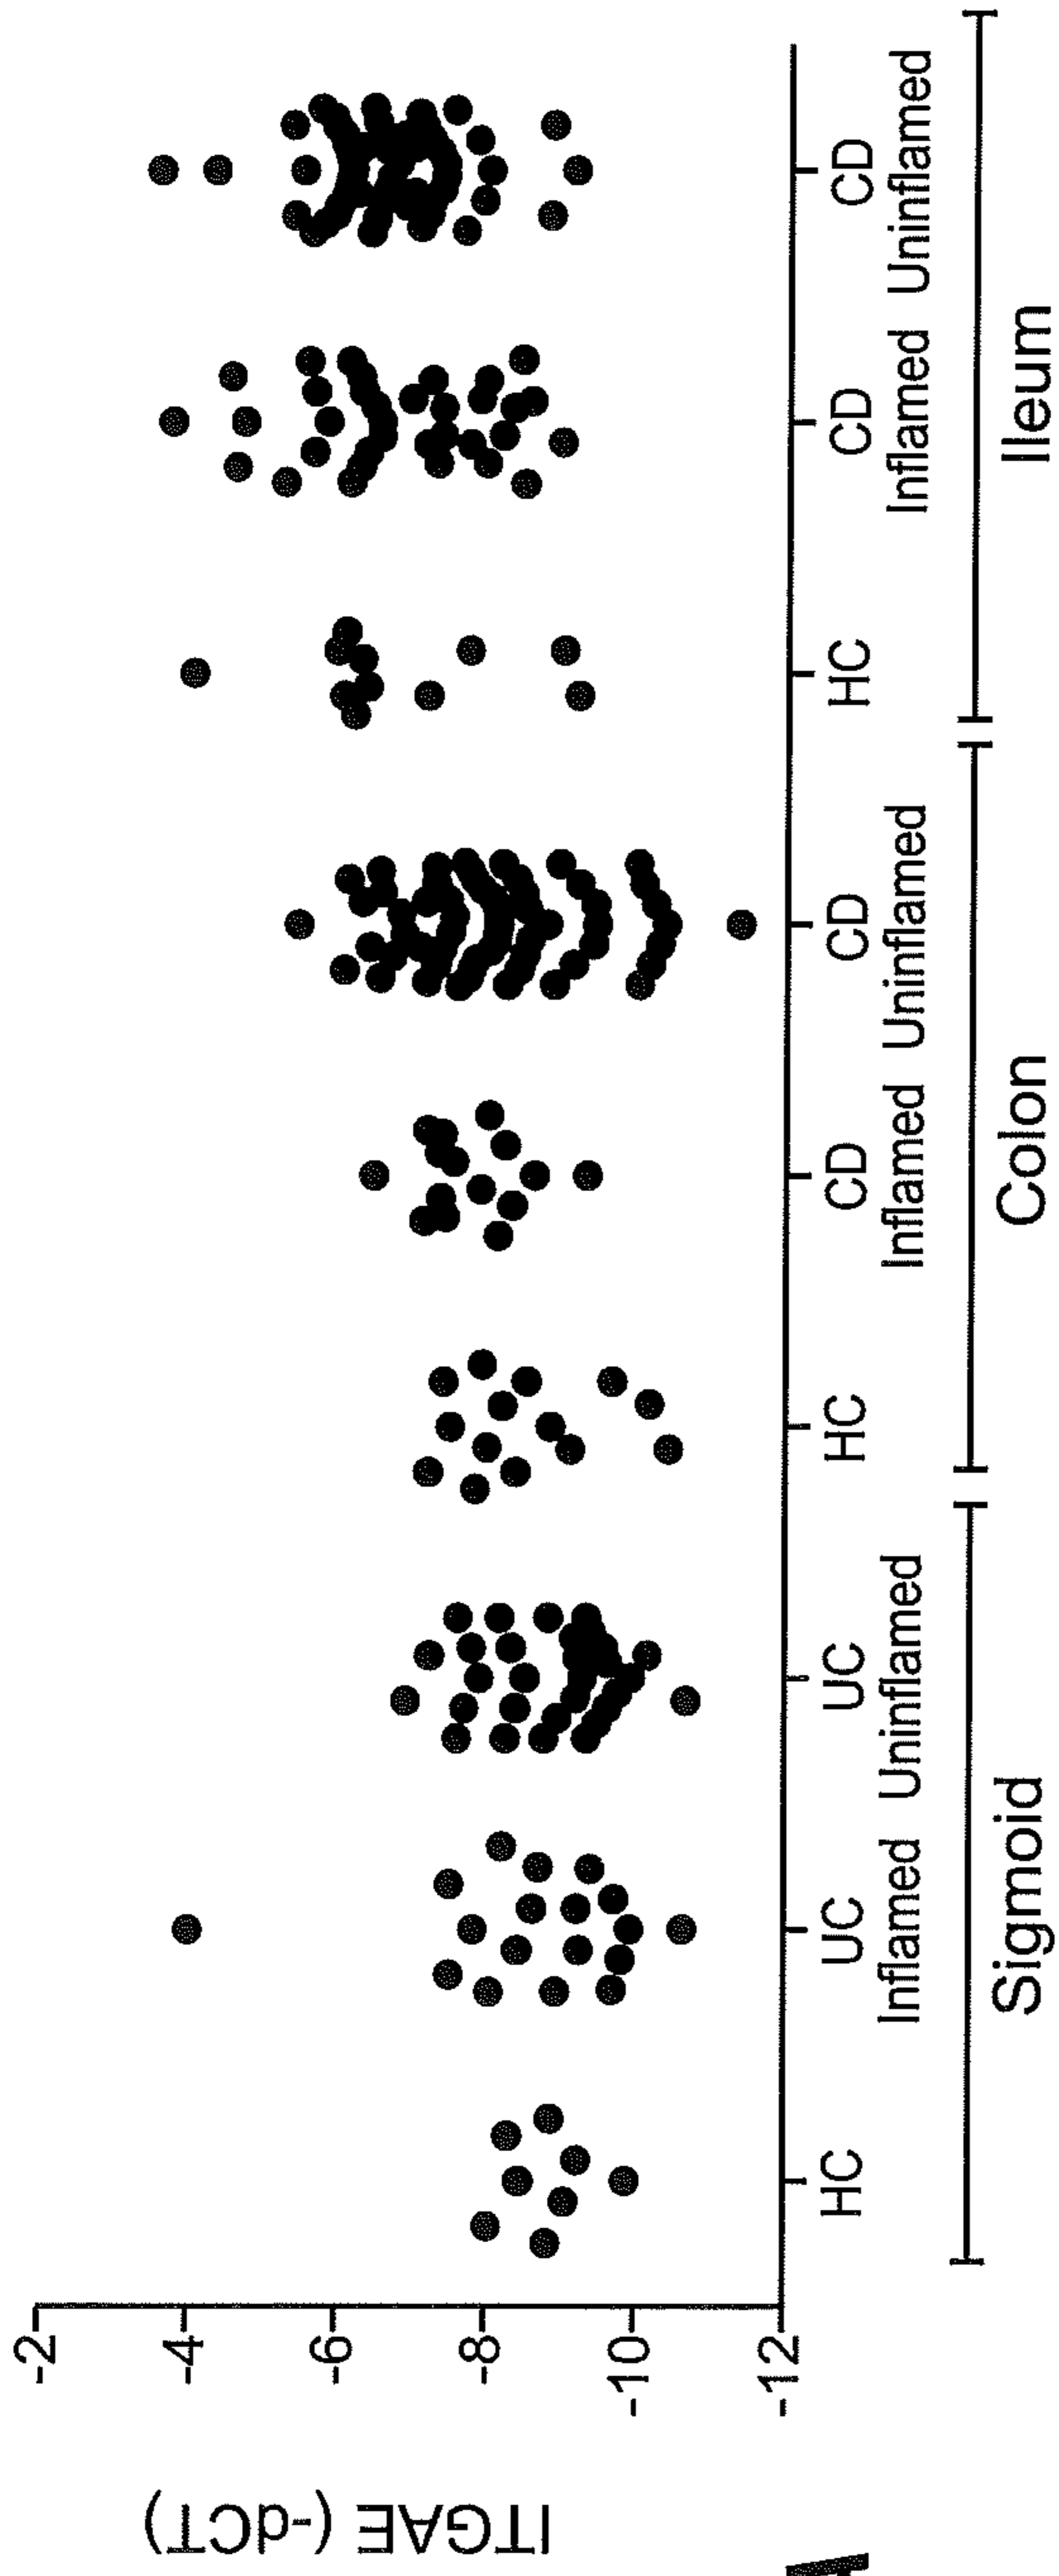 ITGAE (-dCT)
-2
-4
-6
-8
-10
-12
HC UC UC HC CD CD HC CD CD
Inflamed Uninflamed Inflamed Uninflamed Inflamed Uninflamed
Sigmoid Colon Ileum